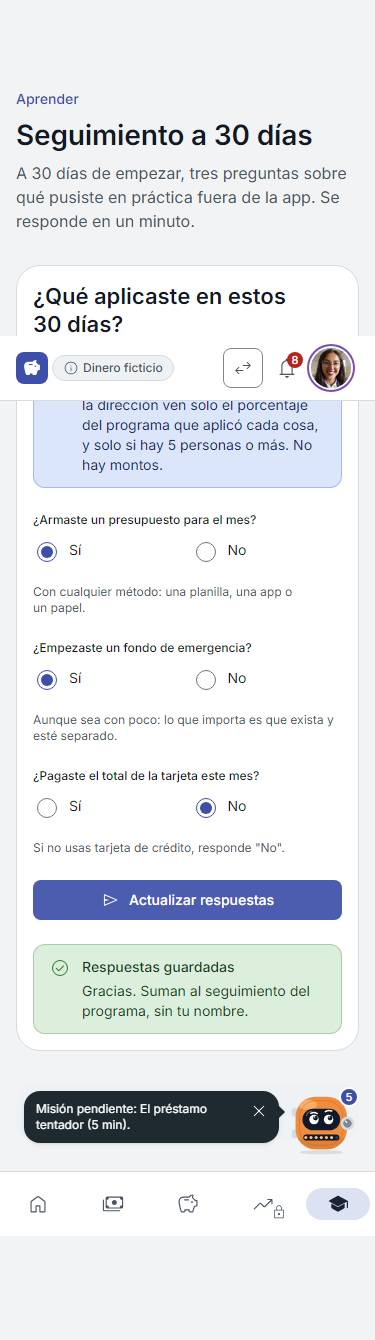 Aprender
Seguimiento a 30 días
A 30 días de empezar, tres preguntas sobre
qué pusiste en práctica fuera de la app. Se
responde en un minuto.
¿Qué aplicaste en estos
30 días?
Dinero ficticio
8
la dirección ven solo el porcentaje
del programa que aplicó cada cosa,
y solo si hay 5 personas o más. No
hay montos.
¿Armaste un presupuesto para el mes?
Sí
No
Con cualquier método: una planilla, una app o
un papel.
¿Empezaste un fondo de emergencia?
Sí
No
Aunque sea con poco: lo que importa es que exista y
esté separado.
¿Pagaste el total de la tarjeta este mes?
Sí
No
Si no usas tarjeta de crédito, responde "No".
Actualizar respuestas
Respuestas guardadas
Gracias. Suman al seguimiento del
programa, sin tu nombre.
Misión pendiente: El préstamo
tentador (5 min).
5